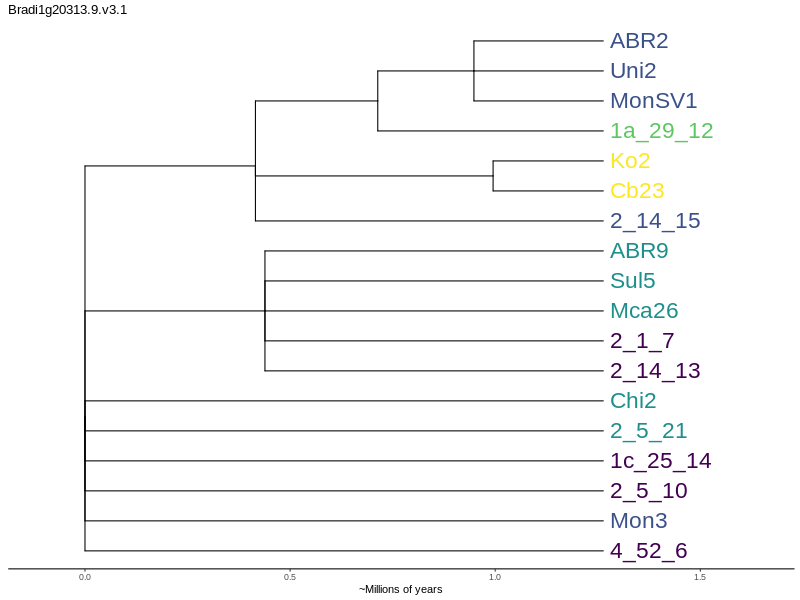 Bradi1g20313.9.v3.1
ABR2
Uni2
MonSV1
1a_29_12
Ko2
Cb23
2_14_15
ABR9
Sul5
Mca26
2_1_7
2_14_13
Chi2
2_5_21
1c_25_14
2_5_10
Mon3
4_52_6
0.0 0.5 1.0 1.5
~Millions of years